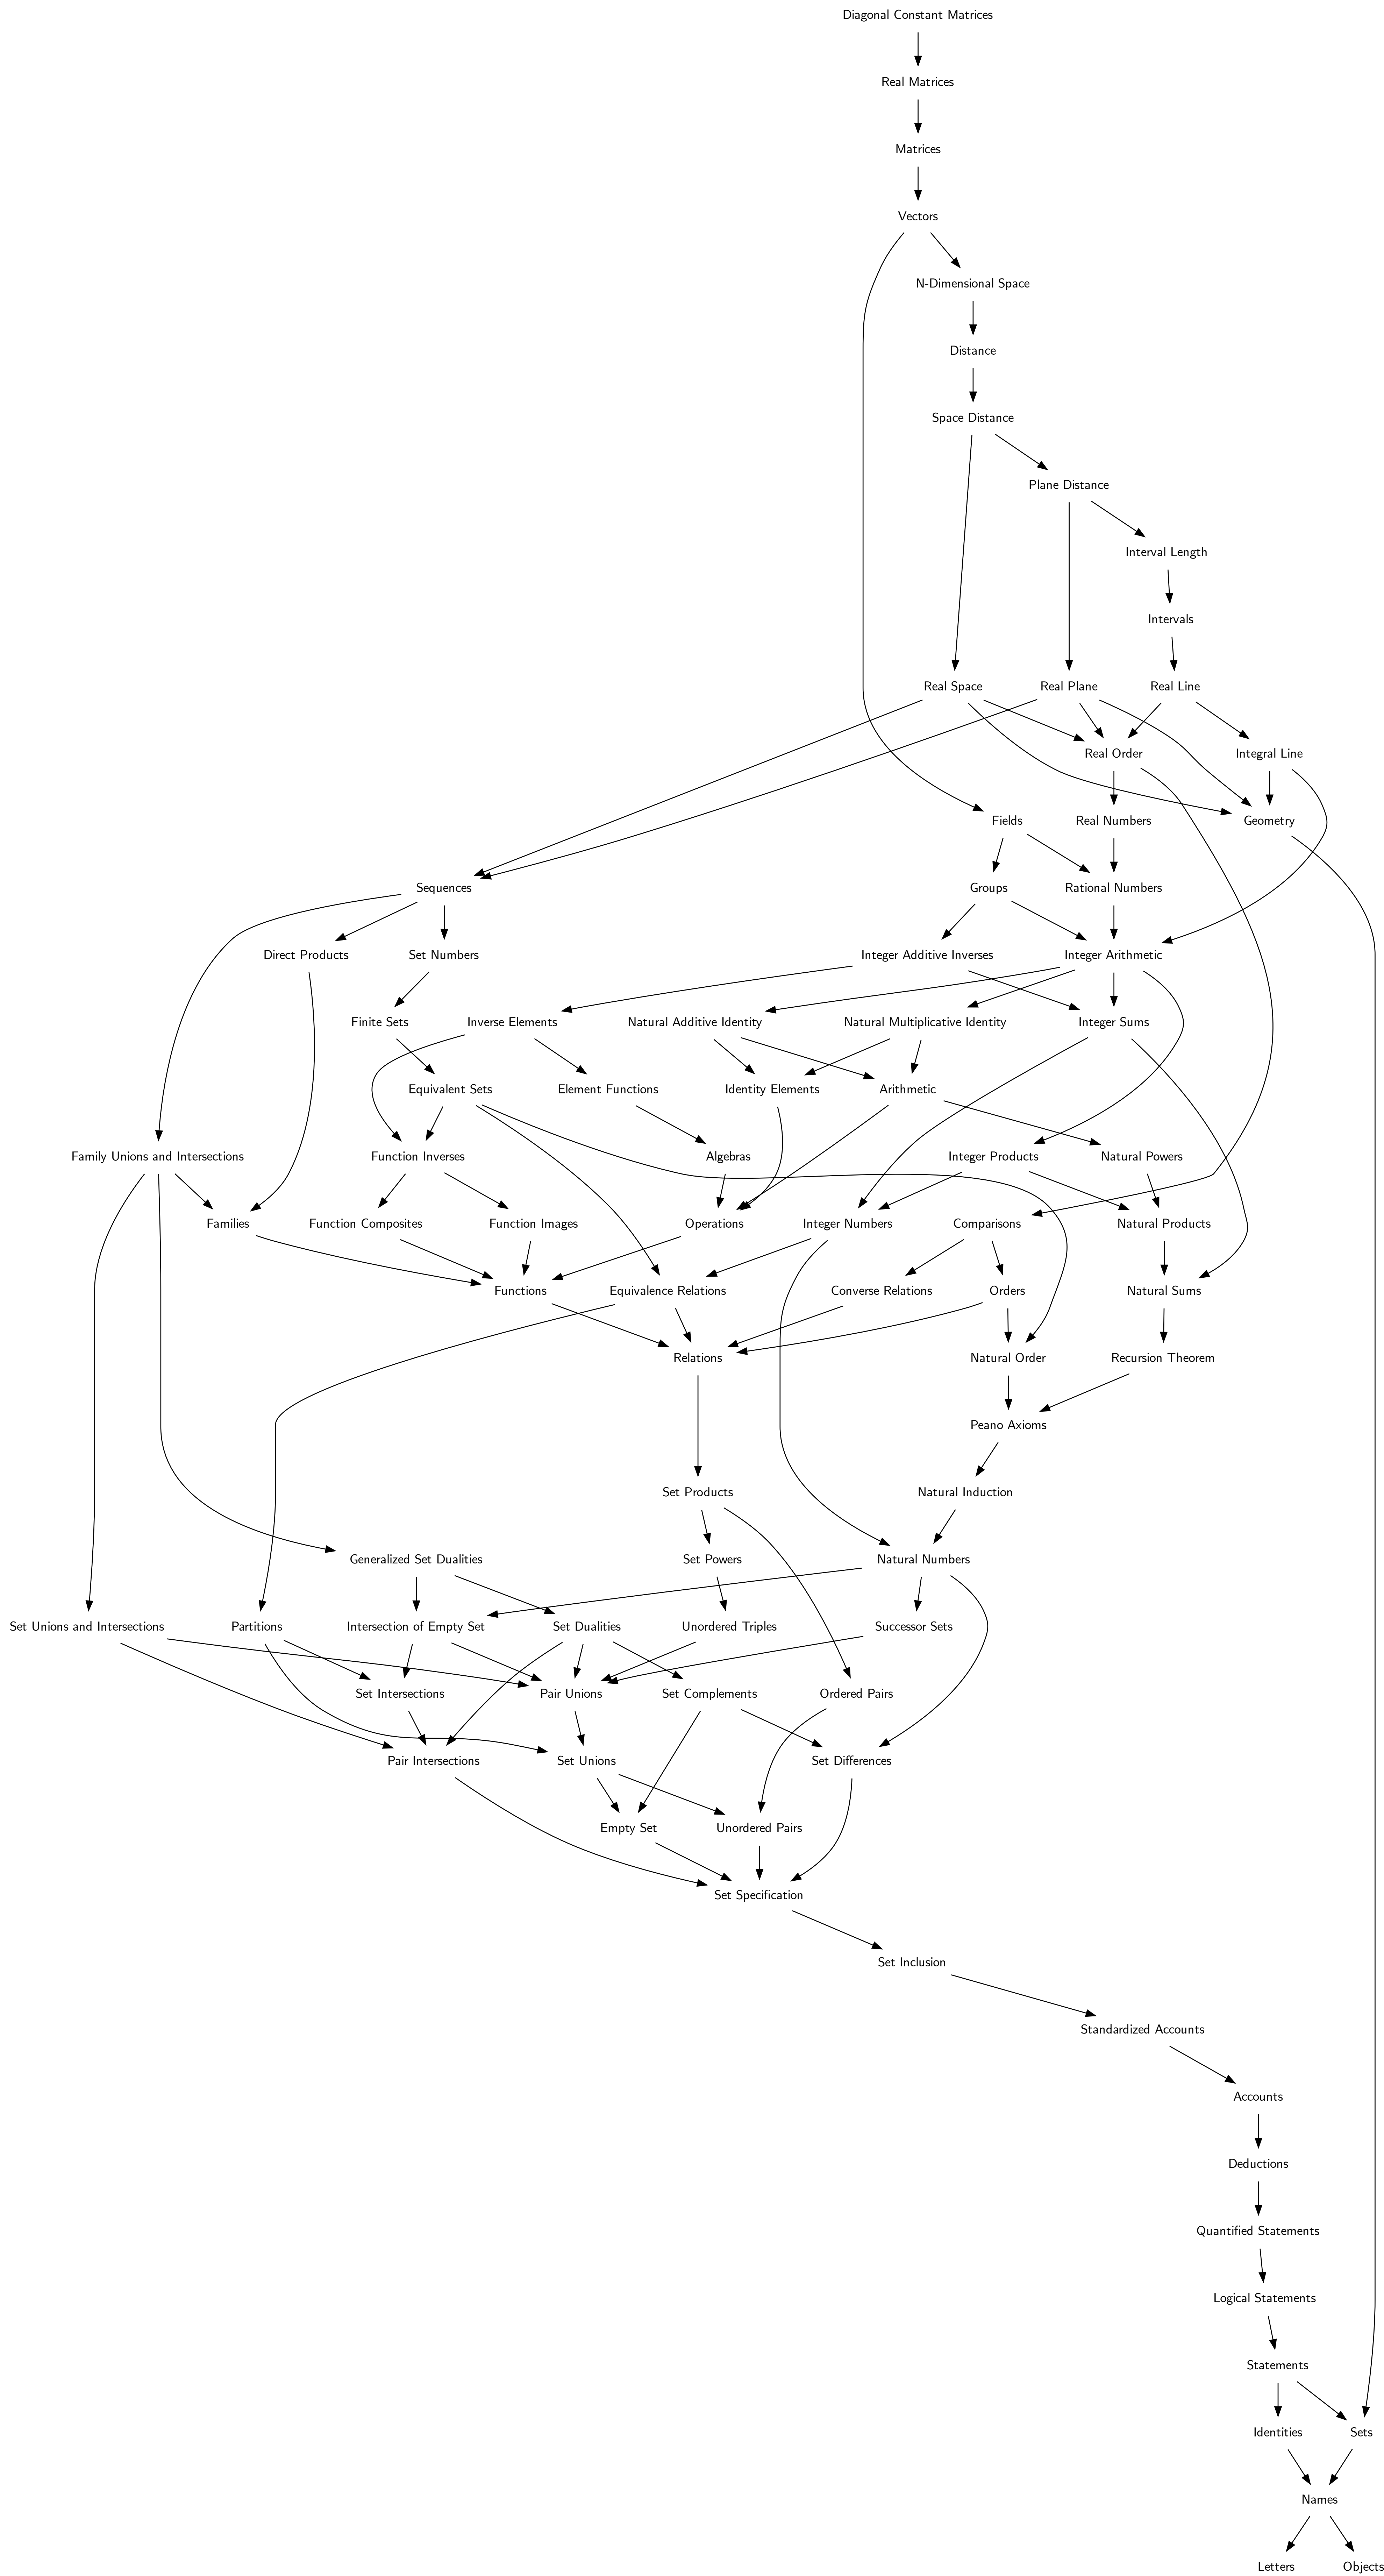 Diagonal Constant Matrices
Real Matrices
Matrices
Vectors
N-Dimensional Space
Distance
Space Distance
Plane Distance
Interval Length
Intervals
Real Space
Real Plane
Real Line
Real Order
Integral Line
Fields
Real Numbers
Geometry
Sequences
Groups
Rational Numbers
Direct Products
Set Numbers
Integer Additive Inverses
Integer Arithmetic
Finite Sets
Inverse Elements
Natural Additive Identity
Natural Multiplicative Identity
Integer Sums
Equivalent Sets
Element Functions
Identity Elements
Arithmetic
Family Unions and Intersections
Function Inverses
Algebras
Integer Products
Natural Powers
Families
Function Composites
Function Images
Operations
Integer Numbers
Comparisons
Natural Products
Functions
Equivalence Relations
Converse Relations
Orders
Natural Sums
Relations
Natural Order
Recursion Theorem
Peano Axioms
Set Products
Natural Induction
Generalized Set Dualities
Set Powers
Natural Numbers
Set Unions and Intersections
Partitions
Intersection of Empty Set
Set Dualities
Unordered Triples
Successor Sets
Set Intersections
Pair Unions
Set Complements
Ordered Pairs
Pair Intersections
Set Unions
Set Differences
Empty Set
Unordered Pairs
Set Specification
Set Inclusion
Standardized Accounts
Accounts
Deductions
Quantified Statements
Logical Statements
Statements
Identities
Sets
Names
Letters
Objects